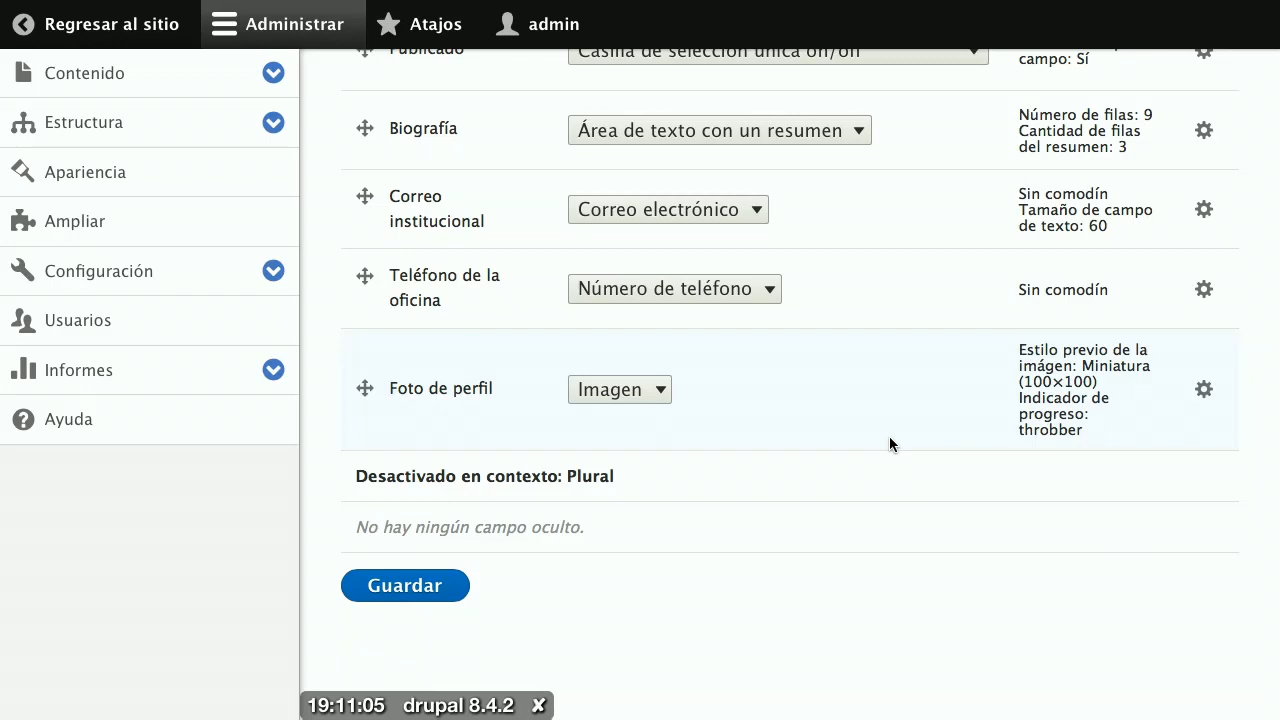 Regresar al sitio
Administrar
Atajos
admin
Contenido
Estructura
Apariencia
Ampliar
Configuración
Usuarios
Informes
Ayuda
Publicado
Casilla de selección única on/off
campo: Sí
Biografía
Área de texto con un resumen
Número de filas: 9
Cantidad de filas
del resumen: 3
Correo
institucional
Correo electrónico
Sin comodín
Tamaño de campo
de texto: 60
Teléfono de la
oficina
Número de teléfono
Sin comodín
Foto de perfil
Imagen
Estilo previo de la
imágen: Miniatura
(100×100)
Indicador de
progreso:
throbber
Desactivado en contexto: Plural
No hay ningún campo oculto.
Guardar
19:11:05 drupal 8.4.2 ✘